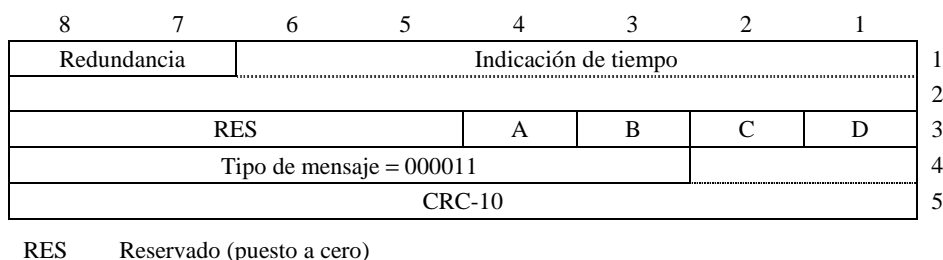 8 7 6 5 4 3 2 1
Redundancia Indicación de tiempo 1
2
RES A B C D 3
Tipo de mensaje = 000011 4
CRC-10 5
RES Reservado (puesto a cero)